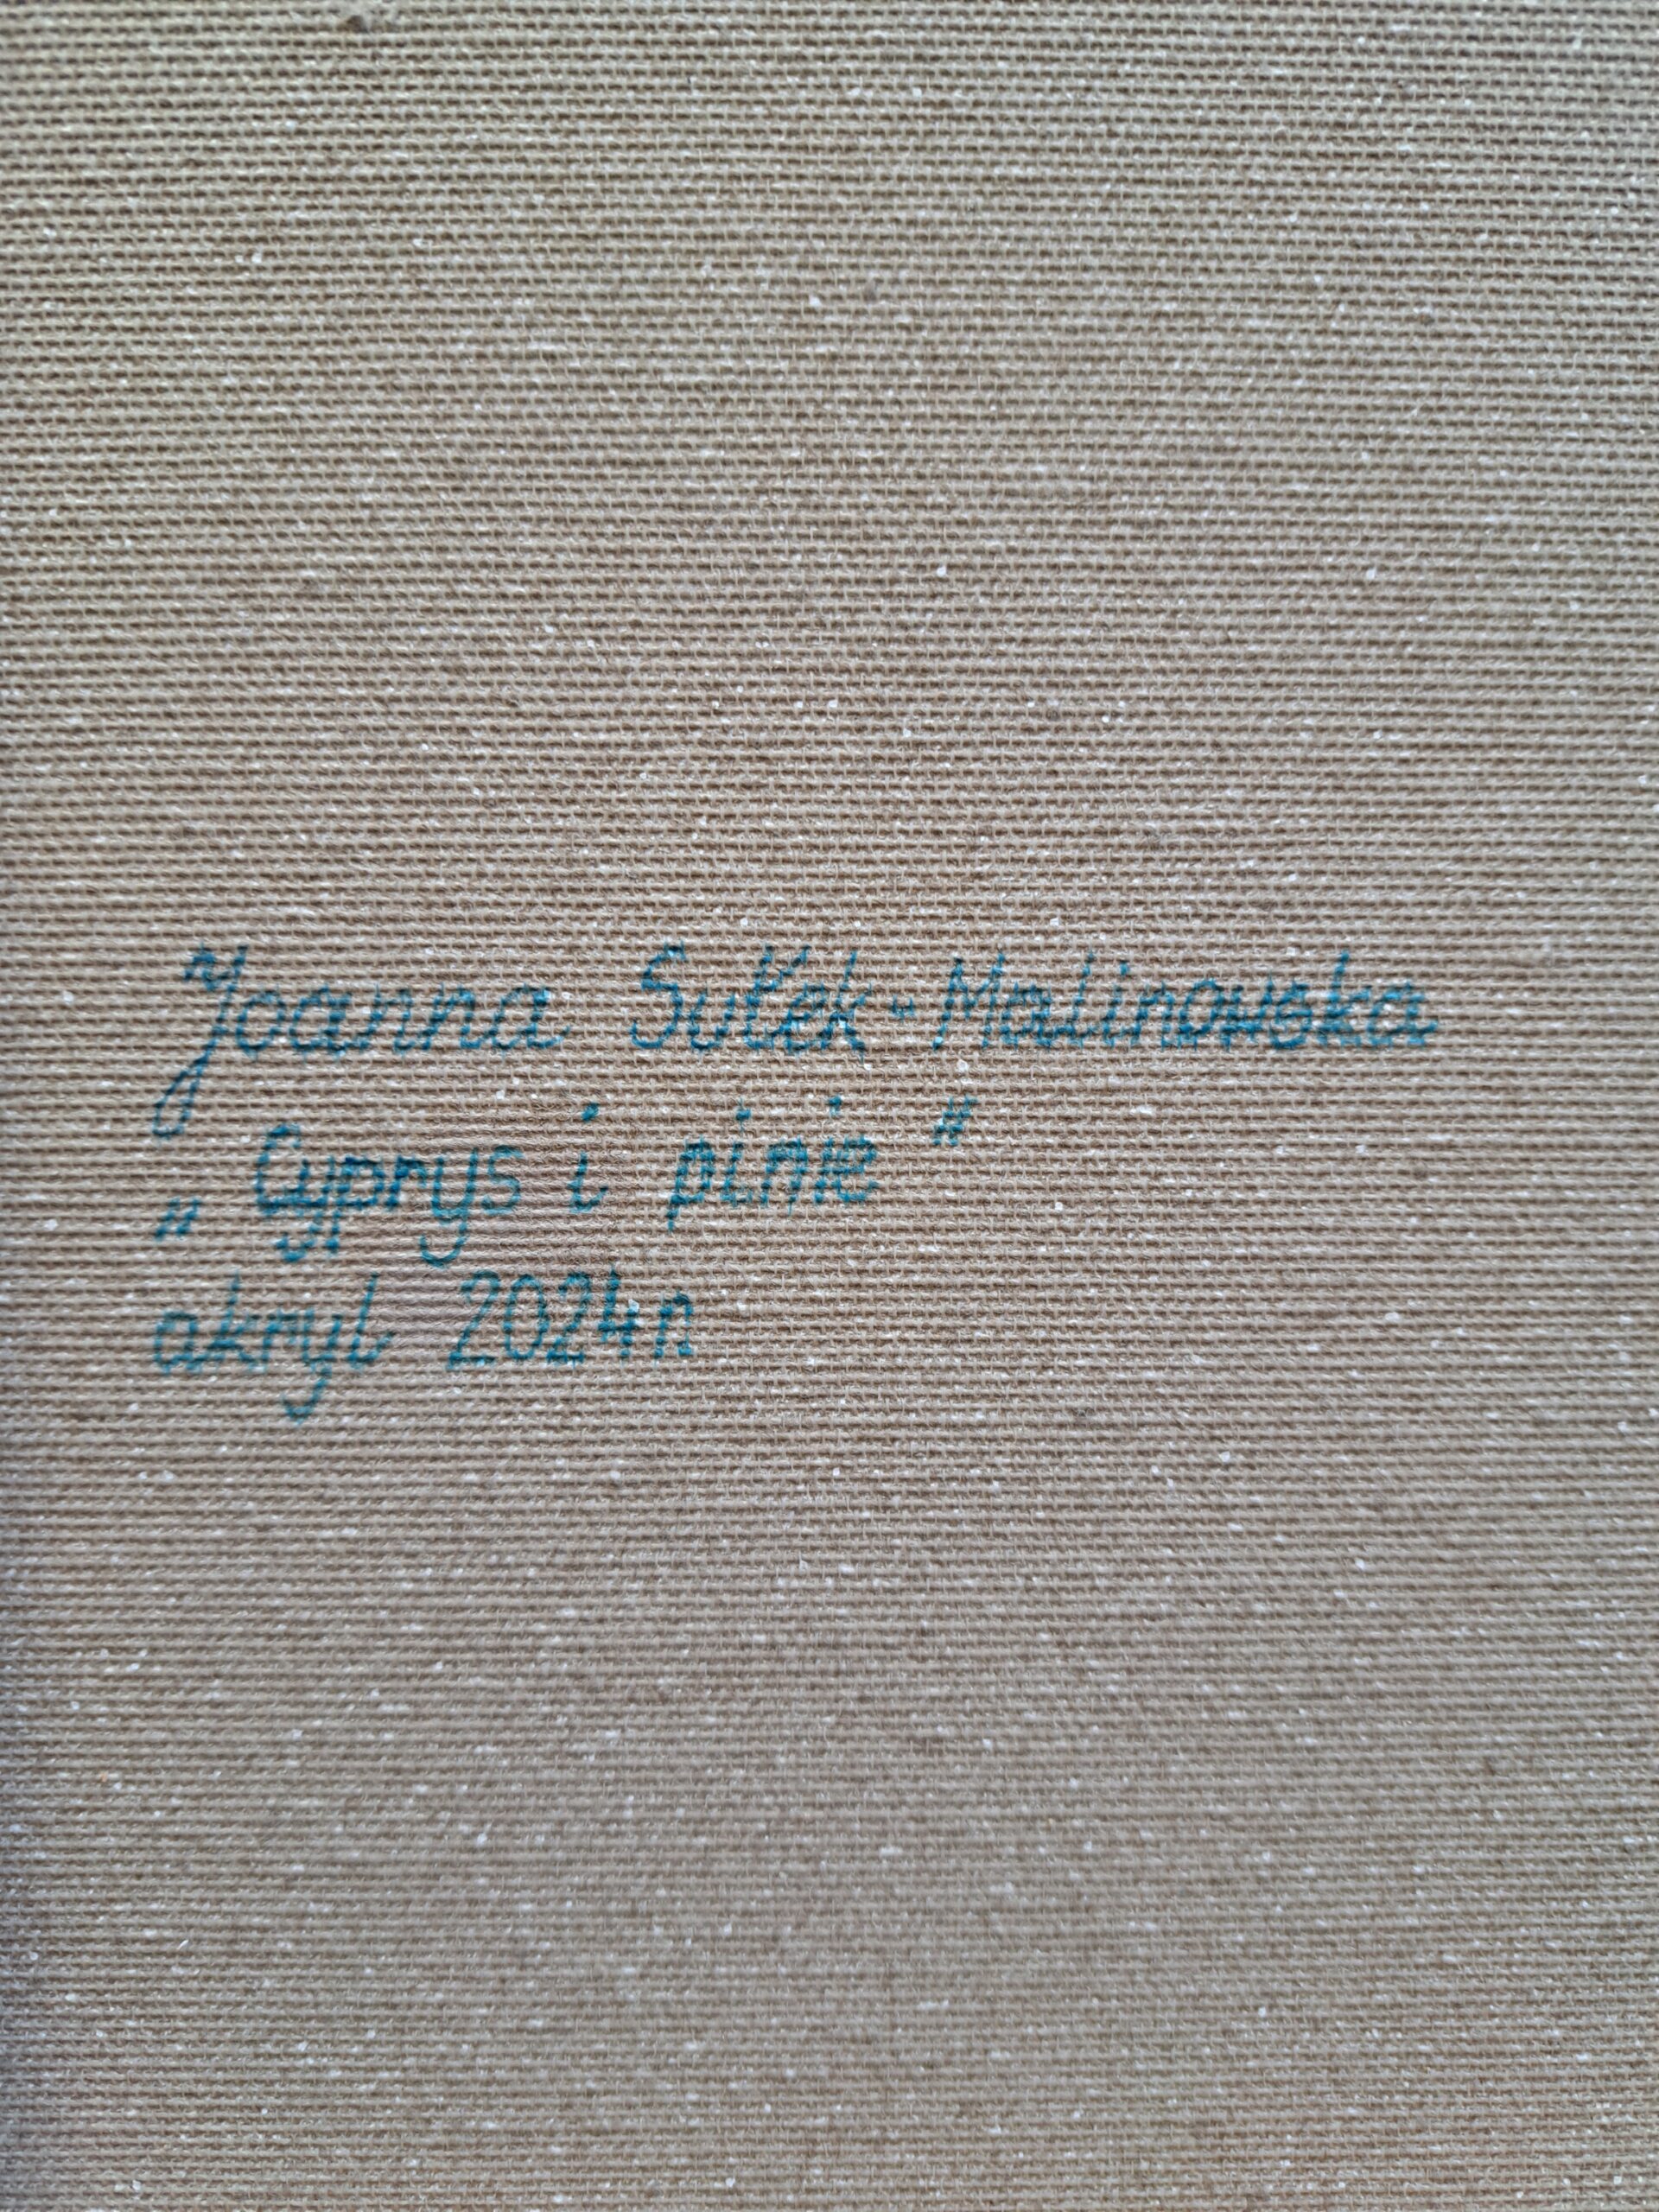 Joanna Sułek-Malinowska
„Cyprys i pinie"
akryl 2024r